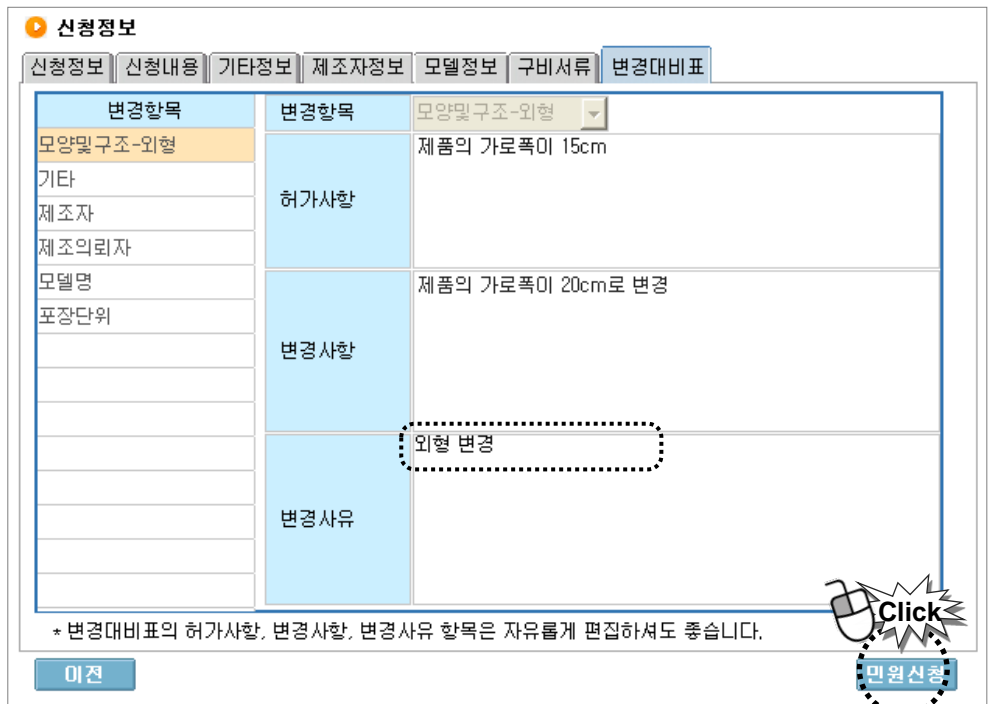 신청정보
신청정보 신청내용 기타정보 제조자정보 모델정보 구비서류 변경대비표
변경항목
모양및구조-외형
기타
제조자
제조의뢰자
모델명
포장단위
변경항목 모양및구조-외형
허가사항 제품의 가로폭이 15cm
변경사항 제품의 가로폭이 20cm로 변경
변경사유 외형 변경
* 변경대비표의 허가사항, 변경사항, 변경사유 항목은 자유롭게 편집하셔도 좋습니다.
Click
이전 민원신청